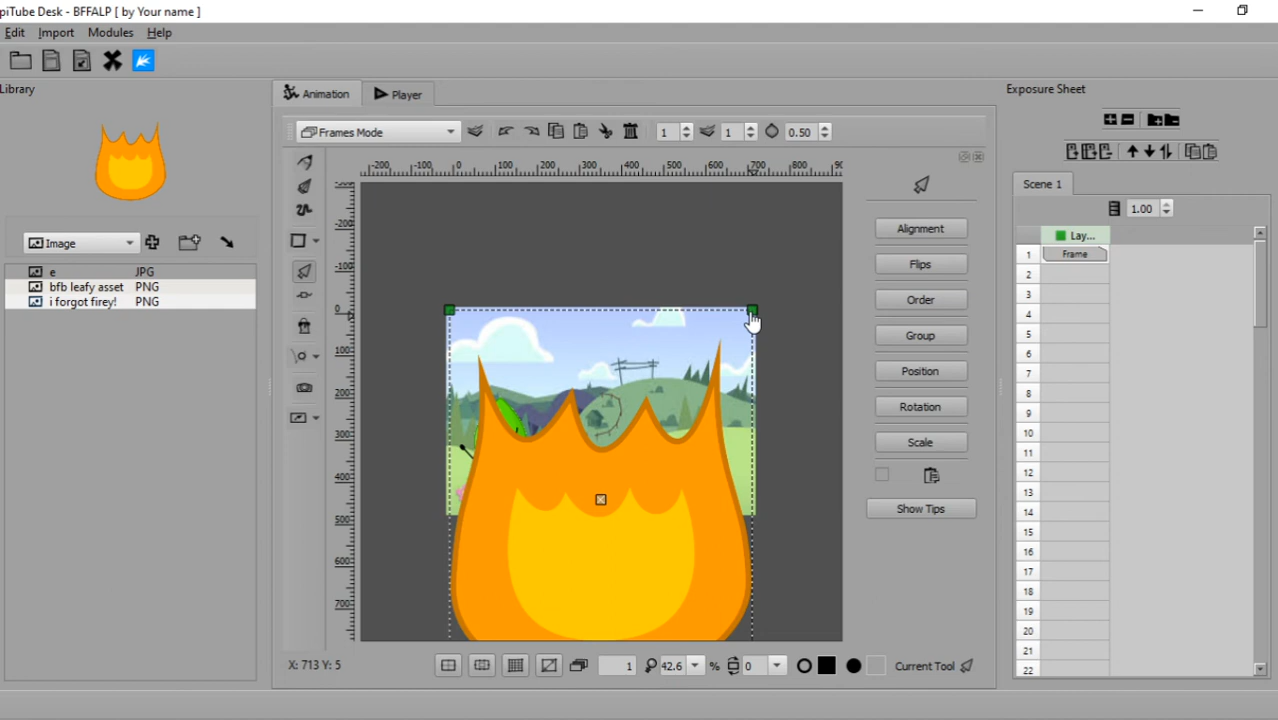 piTube Desk - BFFALP [ by Your name ]
Edit Import Modules Help
Library
Animation Player
Exposure Sheet
Frames Mode 1 1 0.50
-200 -100 0 100 200 300 400 500 600 700 800 90
Scene 1
1.00
Image
Lay...
e JPG
bfb leafy asset PNG
i forgot firey! PNG
-200
-100
0
100
200
300
400
500
600
700
Alignment
Flips
Order
Group
Position
Rotation
Scale
Show Tips
1 Frame
2
3
4
5
6
7
8
9
10
11
12
13
14
15
16
17
18
19
20
21
22
X: 713 Y: 5 1 42.6 % 0 Current Tool